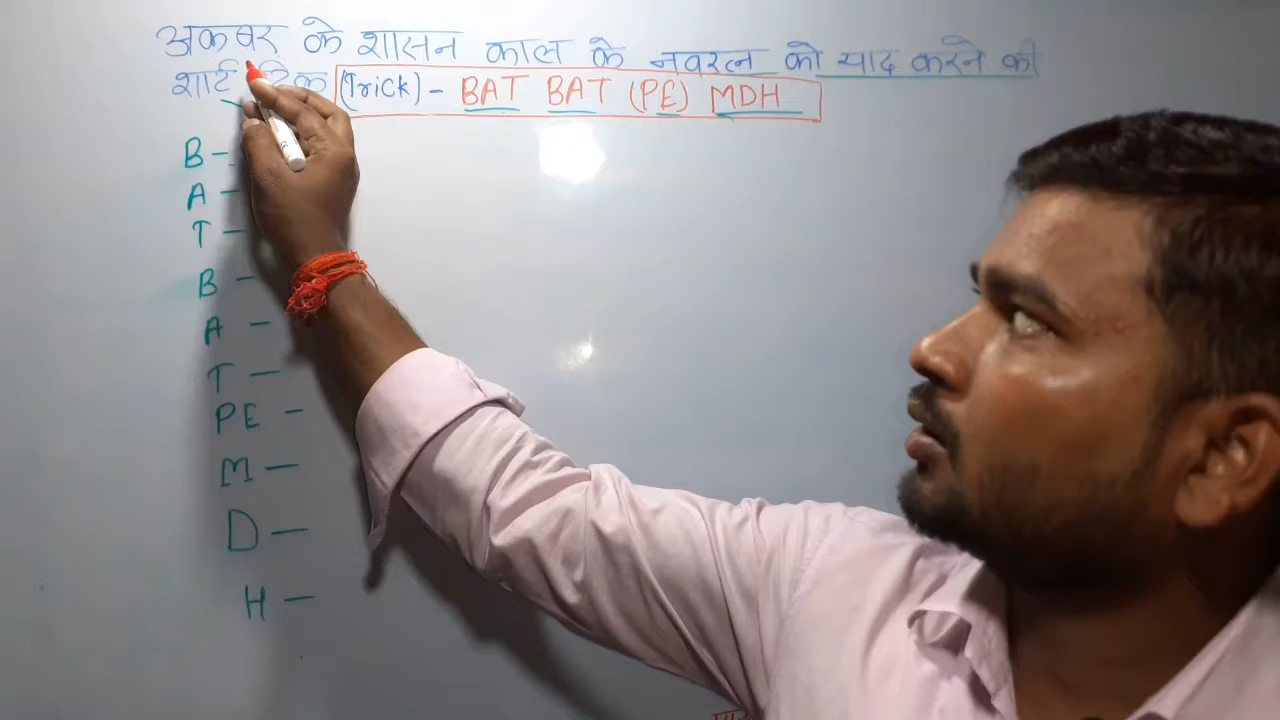 अकबर के शासन काल के नवरत्न को याद करने की
शार्ट ट्रिक (Trick) - BAT BAT (PE) MDH
B -
A -
T -
B -
A -
T -
PE -
M -
D -
H -